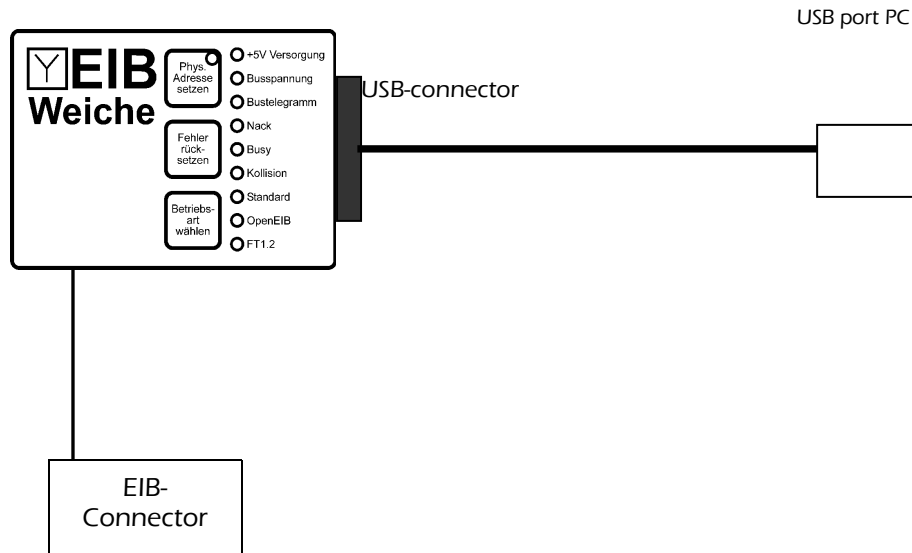 USB port PC
EIB
Weiche
Phys.
Adresse
setzen
Fehler
rück-
setzen
Betriebs-
art
wählen
+5V Versorgung
Busspannung
Bustelegramm
Nack
Busy
Kollision
Standard
OpenEIB
FT1.2
USB-connector
EIB-
Connector